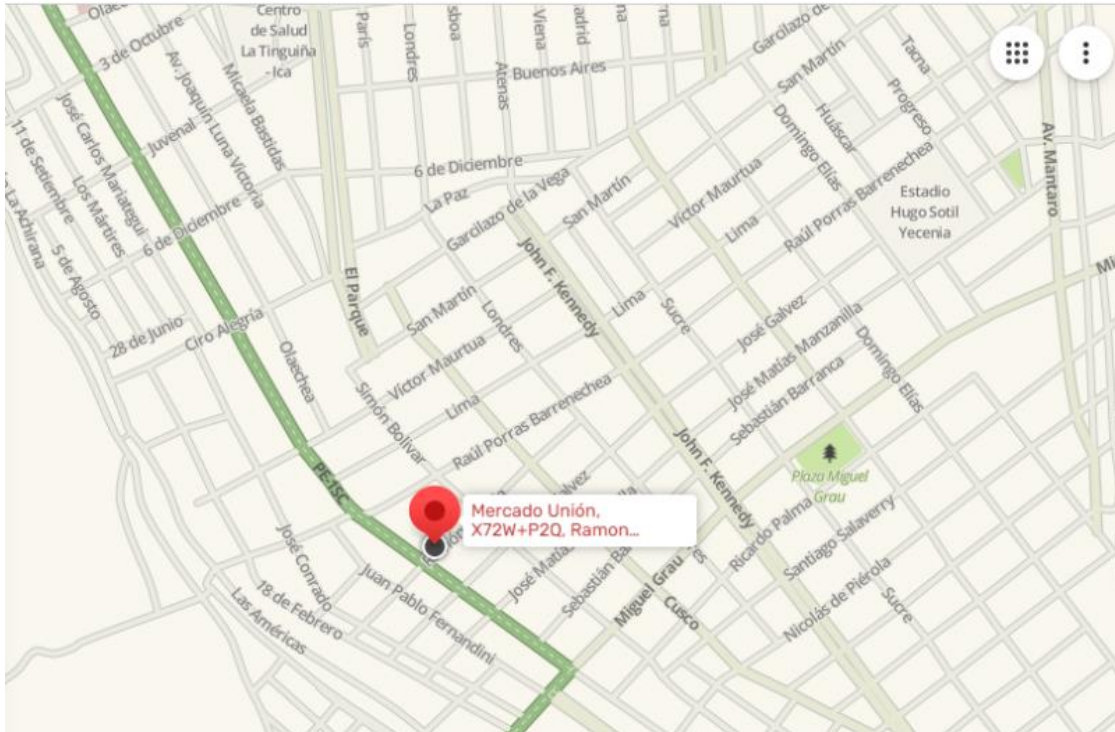 Centro
de Salud
La Tinguiña
- Ica
3 de Octubre
Av. Joaquín Luna Victoria
Micaela Bastidas
París
Londres
Atenas
Viena
Buenos Aires
Garcilazo de
San Martín
Tacna
Progreso
Huáscar
Domingo Elías
Av. Mantaro
11 de Setiembre
José Carlos Mariategui
Juvenal
Los Mártires
6 de Diciembre
6 de Diciembre
La Paz
Garcilazo de la Vega
San Martín
Víctor Maurtua
Lima
Raúl Porras Barrenechea
Estadio
Hugo Sotil
Yecenia
La Achirana
5 de Agosto
28 de Junio
Ciro Alegría
El Parque
San Martín
Londres
John F. Kennedy
Lima
Sucre
José Galvez
José Matías Manzanilla
Domingo Elías
Sebastián Barranca
Olaechea
Víctor Maurtua
Simón Bolívar
Lima
Raúl Porras Barrenechea
John F. Kennedy
Plaza Miguel
Grau
PE-1SC
Mercado Unión,
X72W+P2Q, Ramon...
José Conrado
18 de Febrero
Las Américas
Juan Pablo Fernandini
José Matías
Sebastián
Miguel Grau
Cusco
Ricardo Palma
Santiago Salaverry
Nicolás de Piérola
Sucre